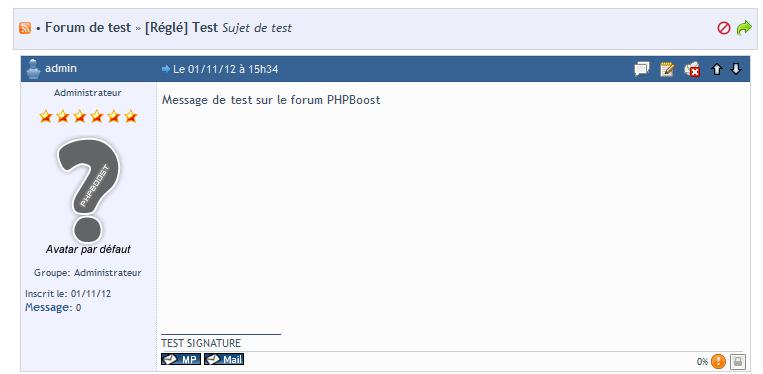 • Forum de test » [Réglé] Test Sujet de test
admin
Le 01/11/12 à 15h34
Administrateur
Message de test sur le forum PHPBoost
PHPBOOST
Avatar par défaut
Groupe: Administrateur
Inscrit le: 01/11/12
Message: 0
TEST SIGNATURE
MP Mail
0%